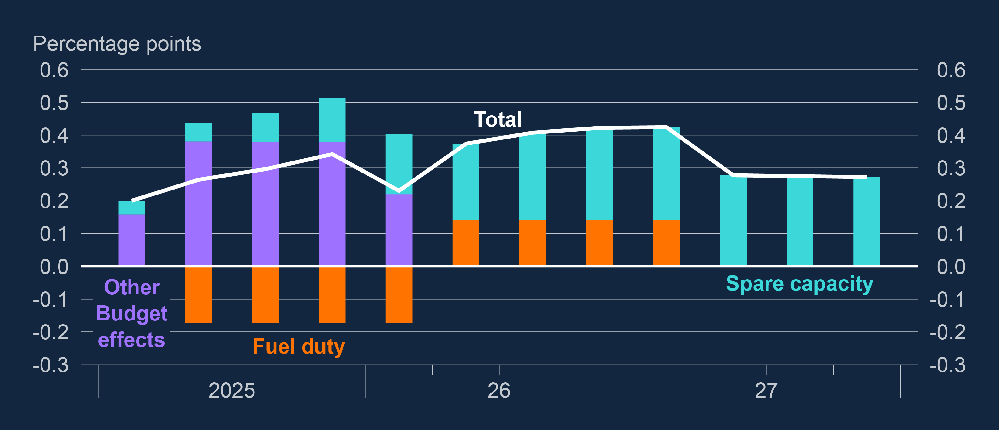 Percentage points
0.6 0.6
0.5 0.5
Total
0.4 0.4
0.3 0.3
0.2 0.2
0.1 0.1
0.0 0.0
Other
Budget
effects
Spare capacity
-0.1 -0.1
-0.2 -0.2
Fuel duty
-0.3 -0.3
2025 26 27